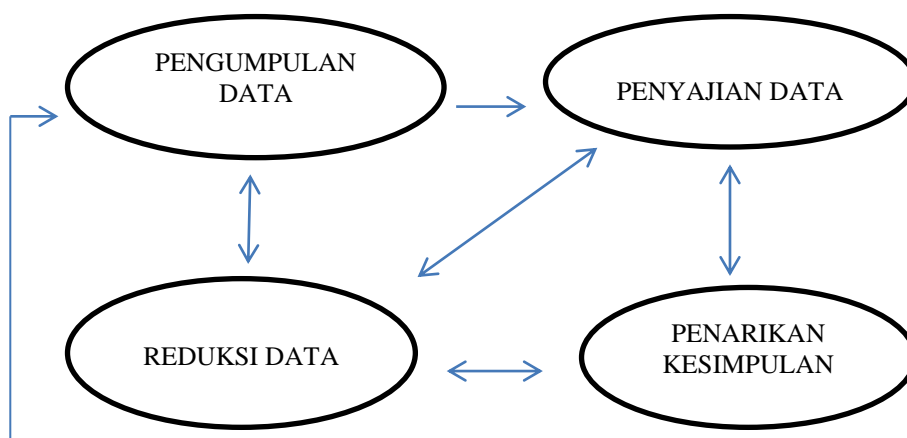 PENGUMPULAN
DATA
PENYAJIAN DATA
REDUKSI DATA
PENARIKAN
KESIMPULAN